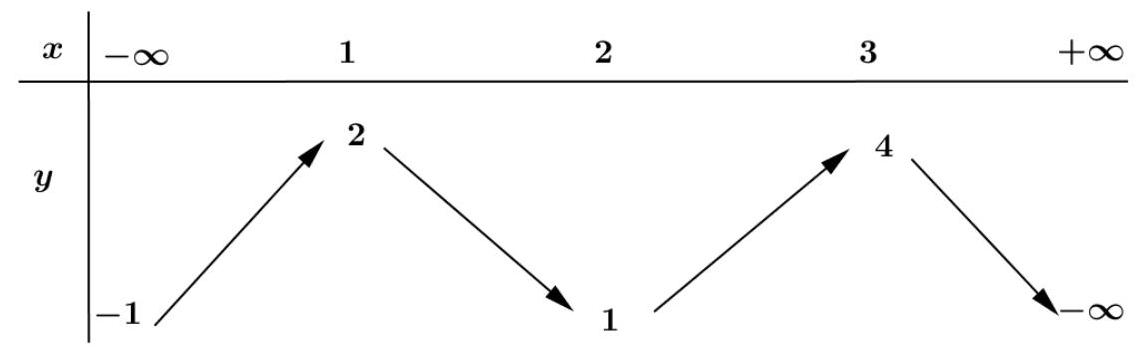 x −∞ 1 2 3 +∞
2 4
y
−1 1 −∞